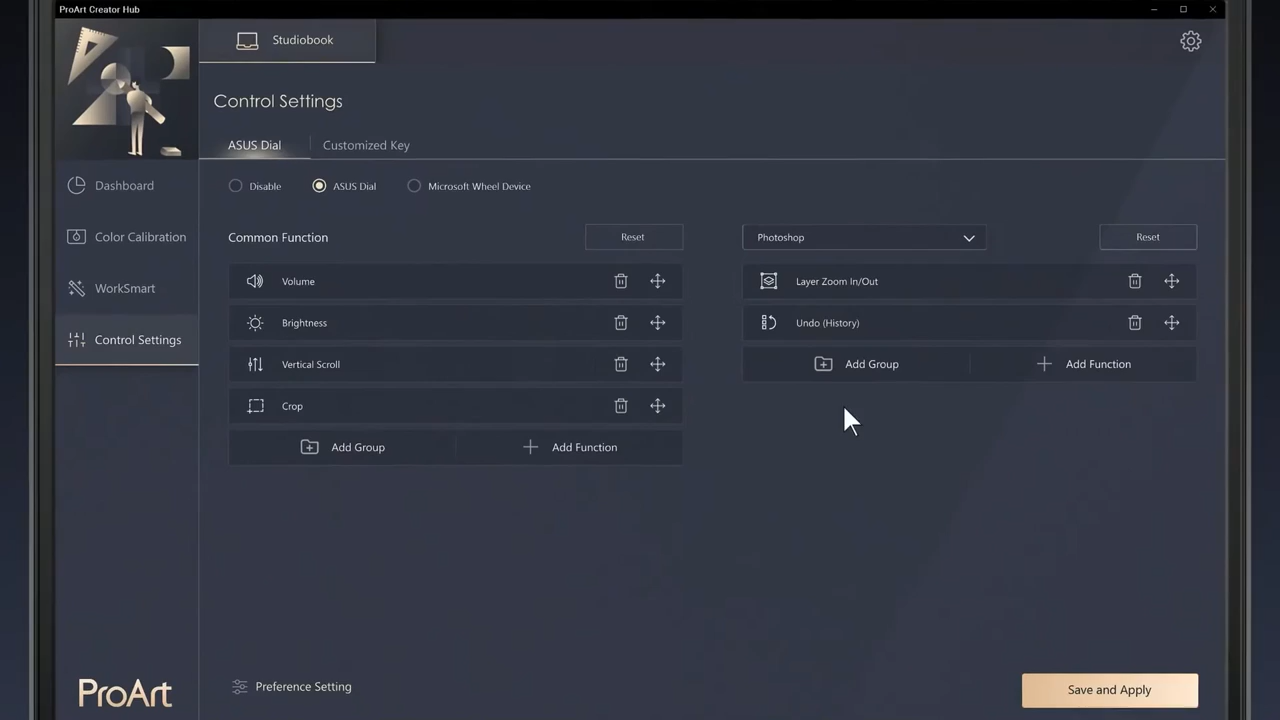 ProArt Creator Hub
Studiobook
Control Settings
ASUS Dial
Customized Key
Dashboard
Color Calibration
WorkSmart
Control Settings
Disable
ASUS Dial
Microsoft Wheel Device
Common Function
Reset
Volume
Brightness
Vertical Scroll
Crop
Add Group
Add Function
Photoshop
Reset
Layer Zoom In/Out
Undo (History)
Add Group
Add Function
ProArt
Preference Setting
Save and Apply